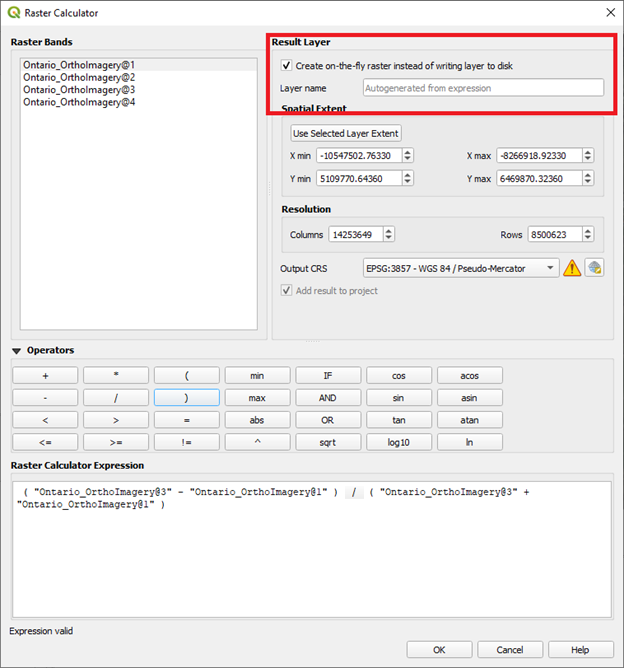 Raster Calculator
Raster Bands
Ontario_OrthoImagery@1
Ontario_OrthoImagery@2
Ontario_OrthoImagery@3
Ontario_OrthoImagery@4
Result Layer
Create on-the-fly raster instead of writing layer to disk
Layer name Autogenerated from expression
Spatial Extent
Use Selected Layer Extent
X min -10547502.76330 X max -8266918.92330
Y min 5109770.64360 Y max 6469870.32360
Resolution
Columns 14253649 Rows 8500623
Output CRS EPSG:3857 - WGS 84 / Pseudo-Mercator
Add result to project
Operators
+ * ( min IF cos acos
- / ) max AND sin asin
< > = abs OR tan atan
<= >= != ^ sqrt log10 ln
Raster Calculator Expression
( "Ontario_OrthoImagery@3" - "Ontario_OrthoImagery@1" ) / ( "Ontario_OrthoImagery@3" +
"Ontario_OrthoImagery@1" )
Expression valid
OK Cancel Help